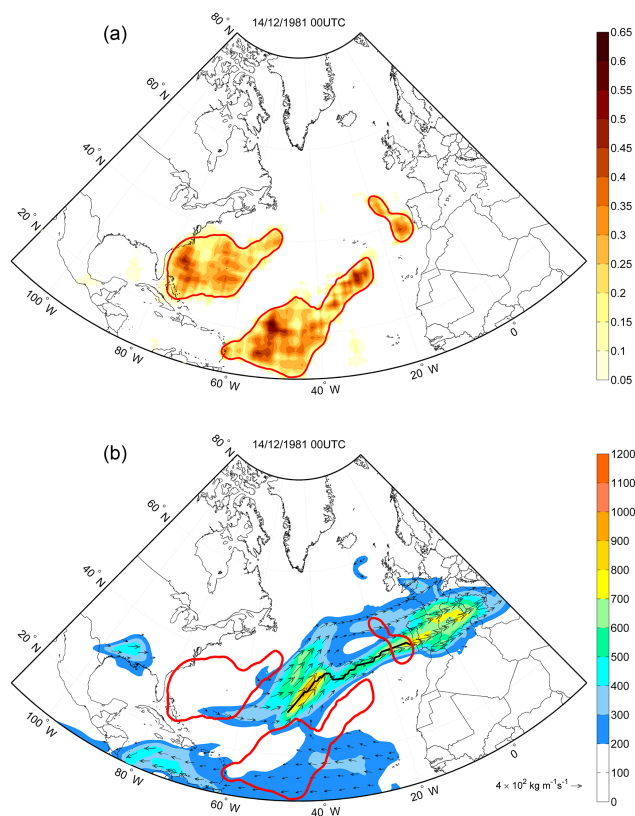 (a)
14/12/1981 00UTC
80° N
60° N
40° N
20° N
100° W
80° W
60° W
40° W
20° W
0
0.65
0.6
0.55
0.5
0.45
0.4
0.35
0.3
0.25
0.2
0.15
0.1
0.05
(b)
14/12/1981 00UTC
80° N
60° N
40° N
20° N
100° W
80° W
60° W
40° W
20° W
0
1200
1100
1000
900
800
700
600
500
400
300
200
100
0
4 × 10² kg m⁻¹s⁻¹ →